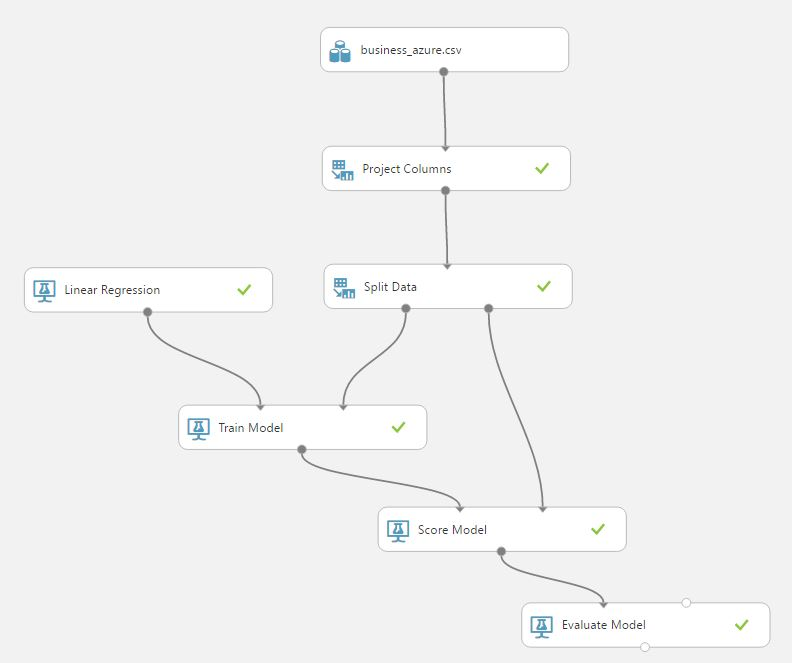 business_azure.csv
Project Columns
Linear Regression
Split Data
Train Model
Score Model
Evaluate Model